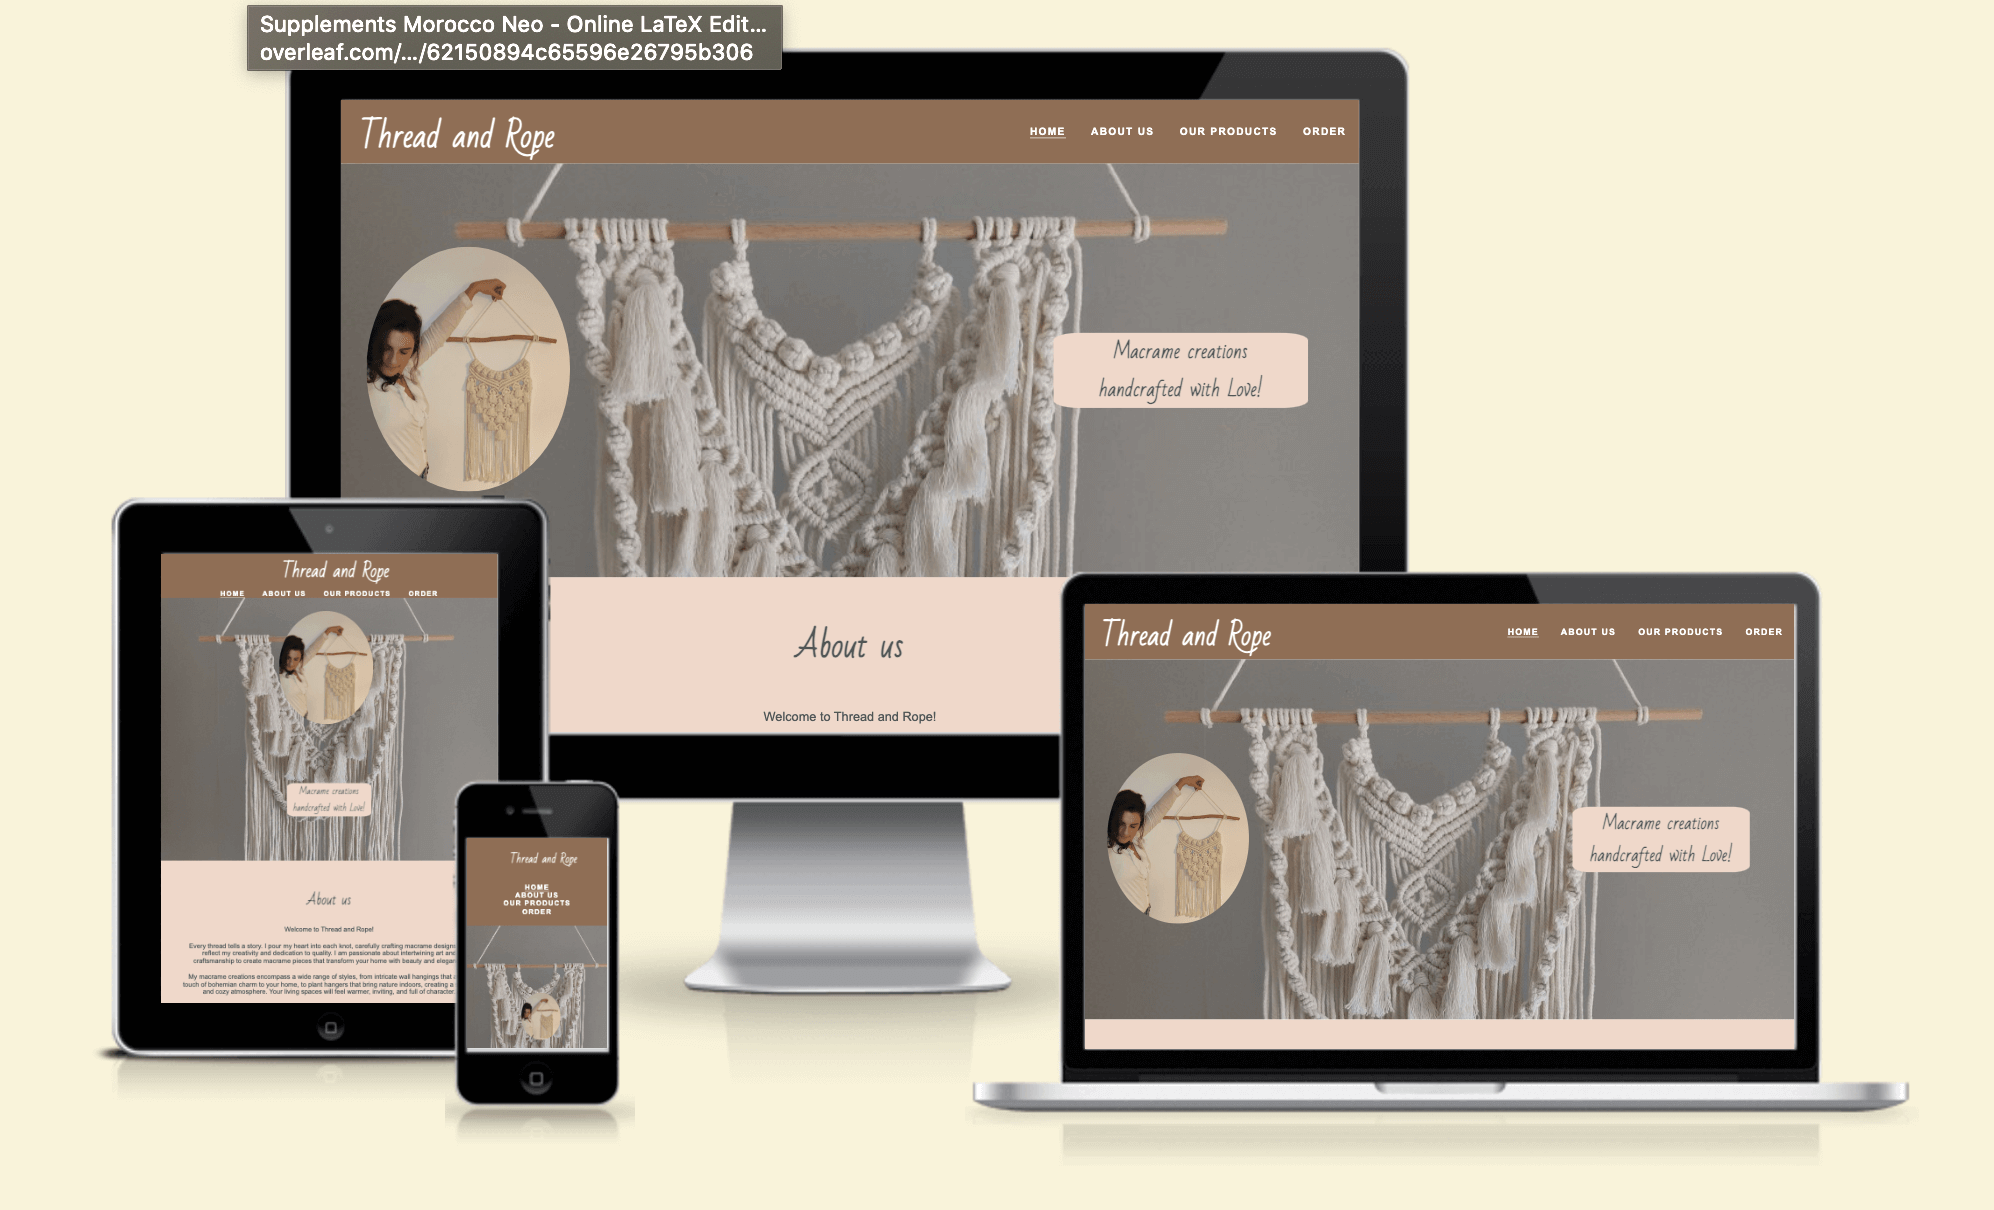 Supplements Morocco Neo - Online LaTeX Edit...
overleaf.com/.../62150894c65596e26795b306
Thread and Rope
HOME ABOUT US OUR PRODUCTS ORDER
Macrame creations
handcrafted with Love!
About us
Welcome to Thread and Rope!
Thread and Rope
HOME ABOUT US OUR PRODUCTS ORDER
Macrame creations
handcrafted with Love!
About us
Welcome to Thread and Rope!
Every thread tells a story. I pour my heart into each knot, carefully crafting macrame designs
reflect my creativity and dedication to quality. I am passionate about intertwining art and
craftsmanship to create macrame pieces that transform your home with beauty and
My macrame creations encompass a wide range of styles, from intricate wall hangings that
touch of bohemian charm to your home, to plant hangers that bring nature indoors, creating a
and cozy atmosphere. Your living spaces will feel warmer, inviting, and full of character.
Thread and Rope
HOME
ABOUT US
OUR PRODUCTS
ORDER
Thread and Rope
HOME ABOUT US OUR PRODUCTS ORDER
Macrame creations
handcrafted with Love!